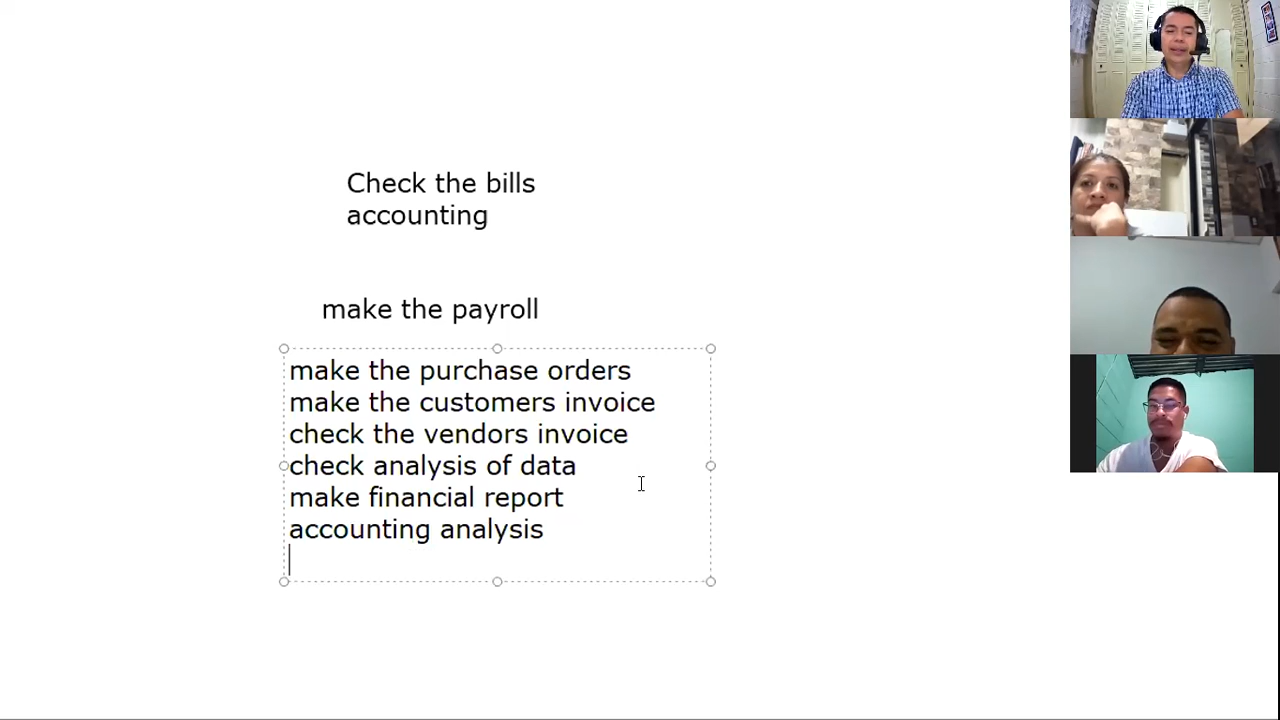 Check the bills
accounting
make the payroll
make the purchase orders
make the customers invoice
check the vendors invoice
check analysis of data
make financial report
accounting analysis